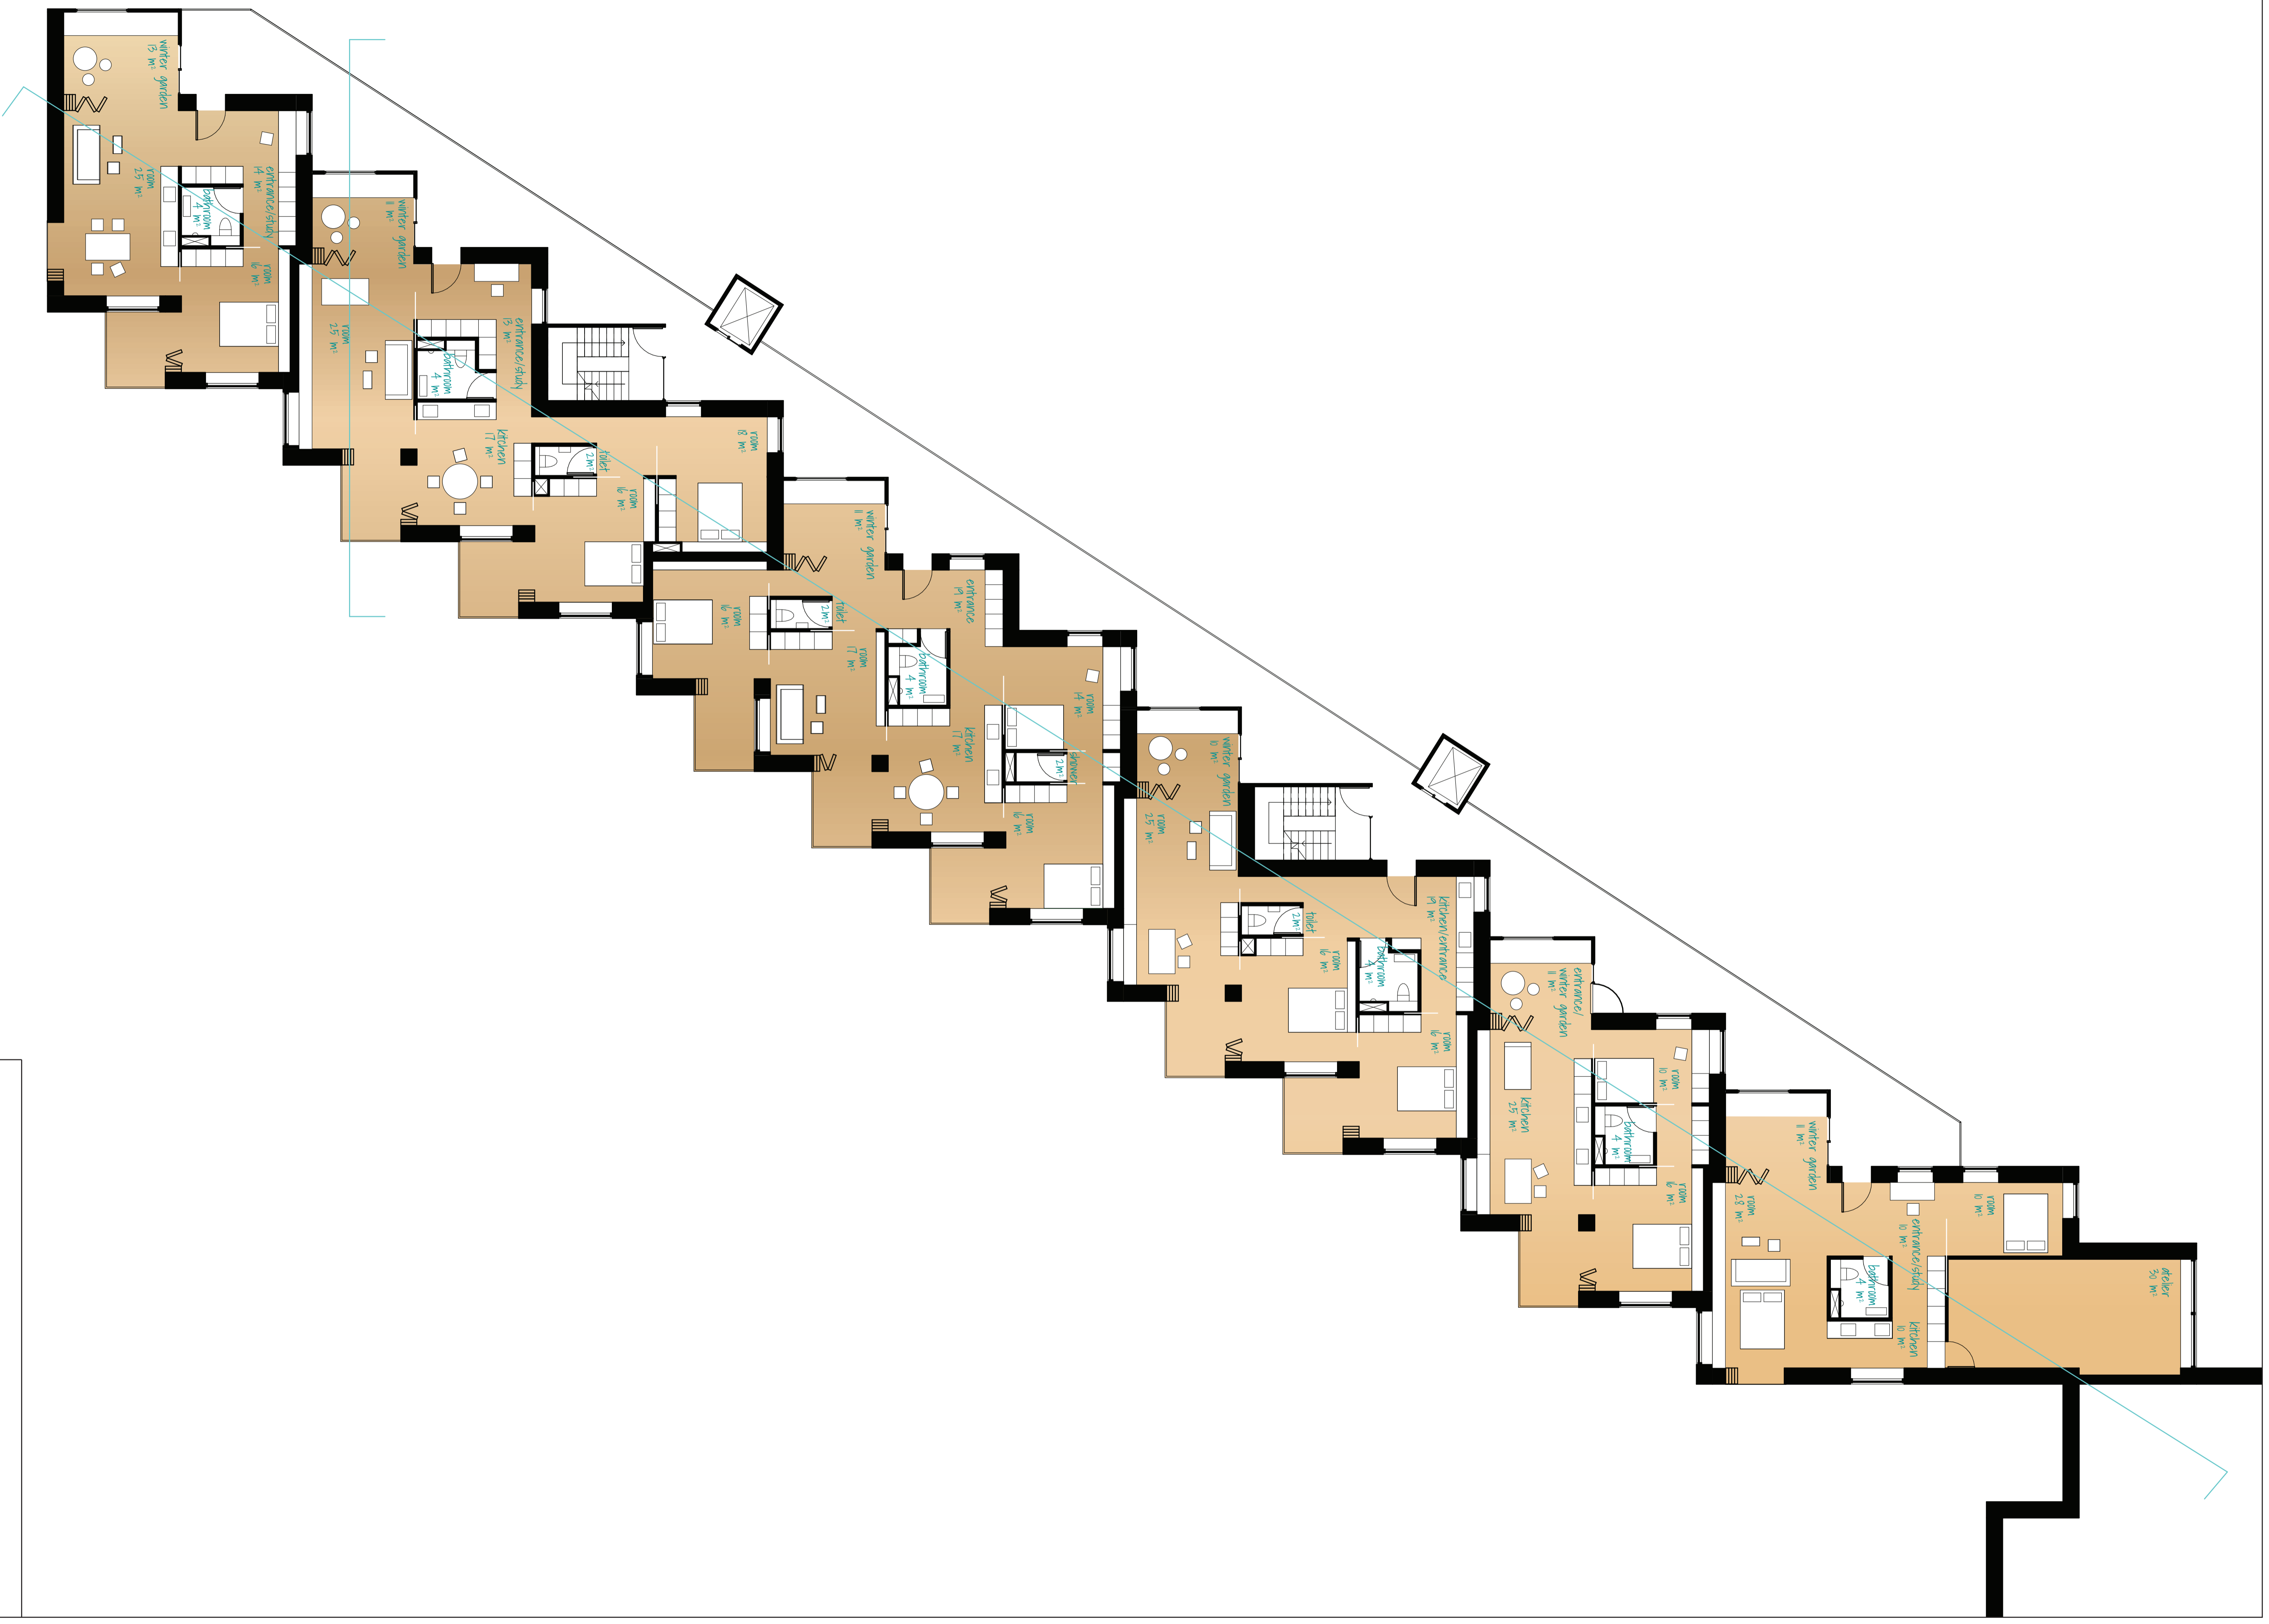 winter garden
13 m²
entrance/study
14 m²
room
25 m²
bathroom
4 m²
room
16 m²
winter garden
11 m²
entrance/study
13 m²
room
25 m²
bathroom
4 m²
kitchen
17 m²
toilet
2 m²
room
18 m²
room
16 m²
winter garden
11 m²
entrance
19 m²
room
16 m²
toilet
2 m²
room
17 m²
bathroom
4 m²
kitchen
17 m²
room
14 m²
shower
2 m²
room
16 m²
winter garden
10 m²
room
25 m²
kitchen/entrance
19 m²
toilet
2 m²
room
16 m²
bathroom
4 m²
room
16 m²
entrance/
winter garden
11 m²
room
10 m²
kitchen
25 m²
bathroom
4 m²
room
16 m²
winter garden
11 m²
room
28 m²
entrance/study
10 m²
room
10 m²
bathroom
4 m²
kitchen
10 m²
atelier
30 m²